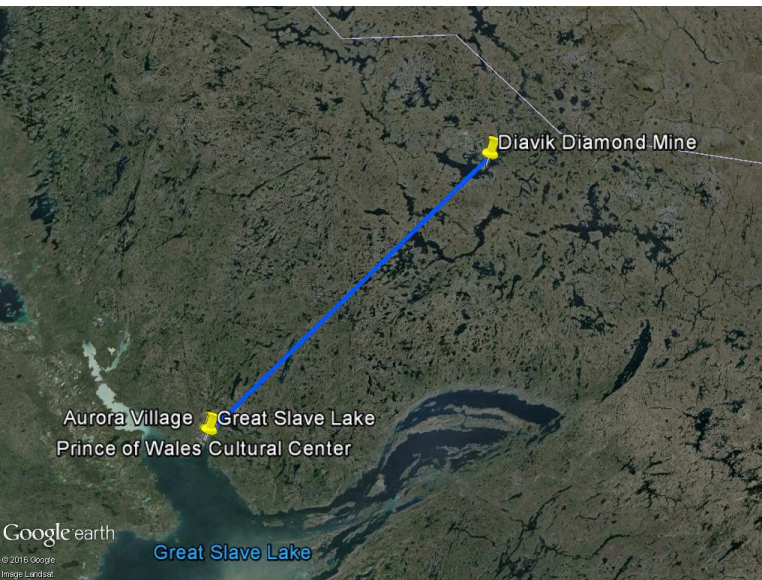 Diavik Diamond Mine
Aurora Village
Great Slave Lake
Prince of Wales Cultural Center
Google earth
Great Slave Lake
© 2016 Google
Image Landsat